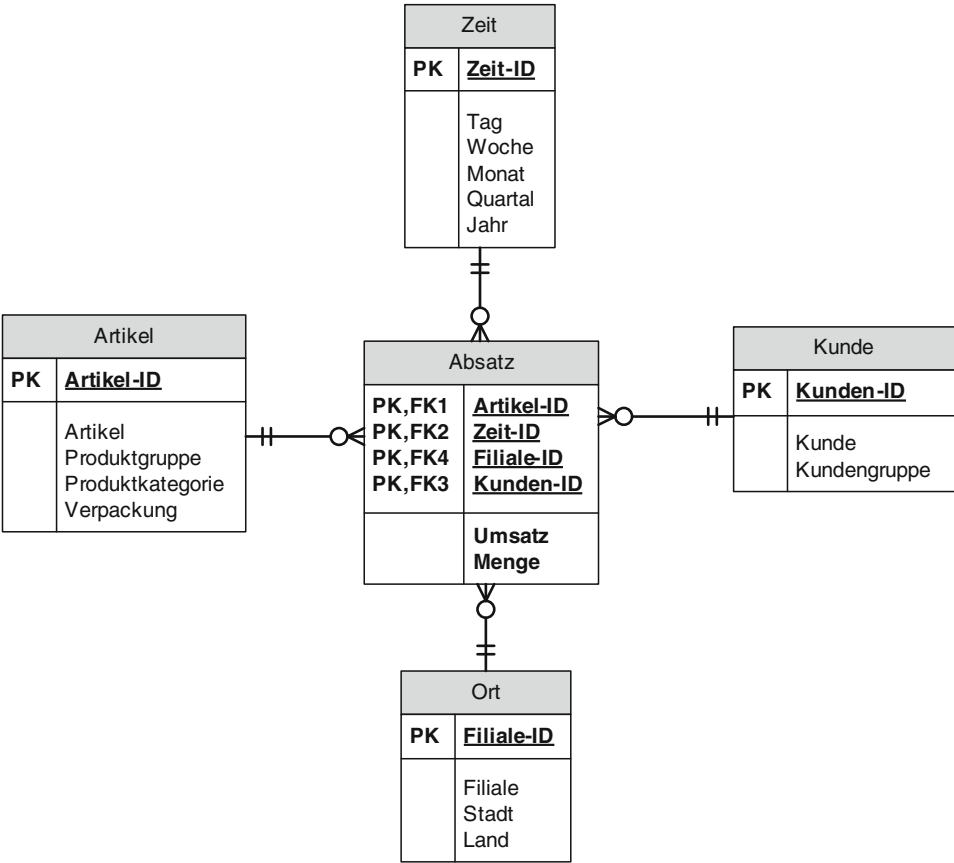 Zeit
PK Zeit-ID
Tag
Woche
Monat
Quartal
Jahr
Artikel
PK Artikel-ID
Artikel
Produktgruppe
Produktkategorie
Verpackung
Absatz
PK,FK1 Artikel-ID
PK,FK2 Zeit-ID
PK,FK4 Filiale-ID
PK,FK3 Kunden-ID
Umsatz
Menge
Kunde
PK Kunden-ID
Kunde
Kundengruppe
Ort
PK Filiale-ID
Filiale
Stadt
Land